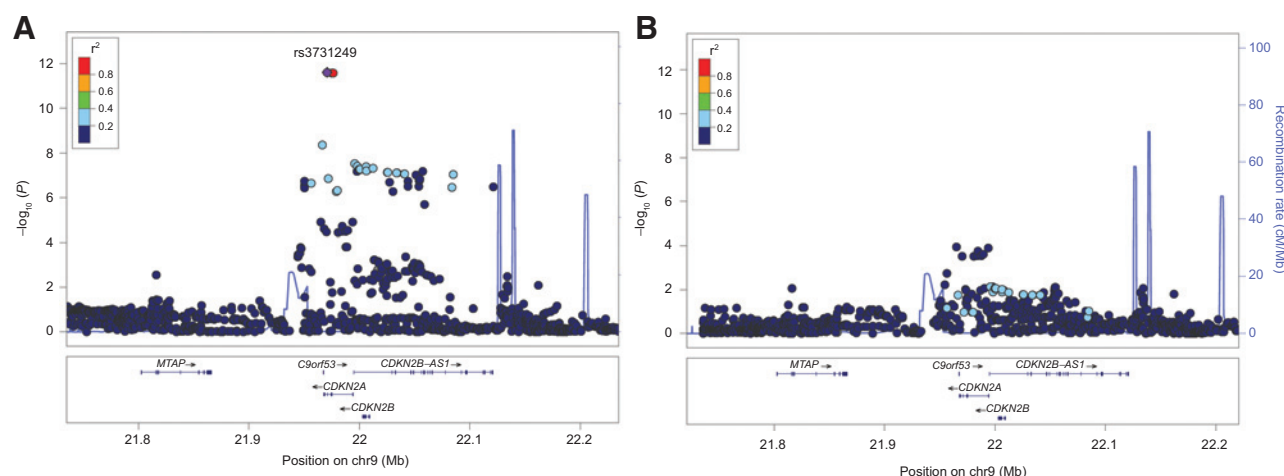 A
r²
0.8
0.6
0.4
0.2
rs3731249
12
10
8
6
4
2
0
–log₁₀ (P)
MTAP→
C9orf53→
CDKN2B–AS1→
←CDKN2A
←CDKN2B
21.8
21.9
22
22.1
22.2
Position on chr9 (Mb)
B
r²
0.8
0.6
0.4
0.2
12
10
8
6
4
2
0
–log₁₀ (P)
100
80
60
40
20
0
Recombination rate (cM/Mb)
MTAP→
C9orf53→
CDKN2B–AS1→
←CDKN2A
←CDKN2B
21.8
21.9
22
22.1
22.2
Position on chr9 (Mb)